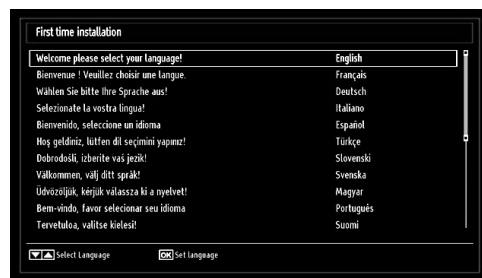 First time installation
Welcome please select your language! English
Bienvenue ! Veuillez choisir une langue. Français
Wählen Sie bitte Ihre Sprache aus! Deutsch
Selezionate la vostra lingua! Italiano
Bienvenido, seleccione un idioma Español
Hoş geldiniz, lütfen dil seçimini yapınız! Türkçe
Dobrodošli, izberite vaš jezik! Slovenski
Välkommen, välj ditt språk! Svenska
Üdvözöljük, kérjük válassza ki a nyelvet! Magyar
Bem-vindo, favor selecionar seu idioma Português
Tervetuloa, valitse kielesi! Suomi
Select Language OK Set language